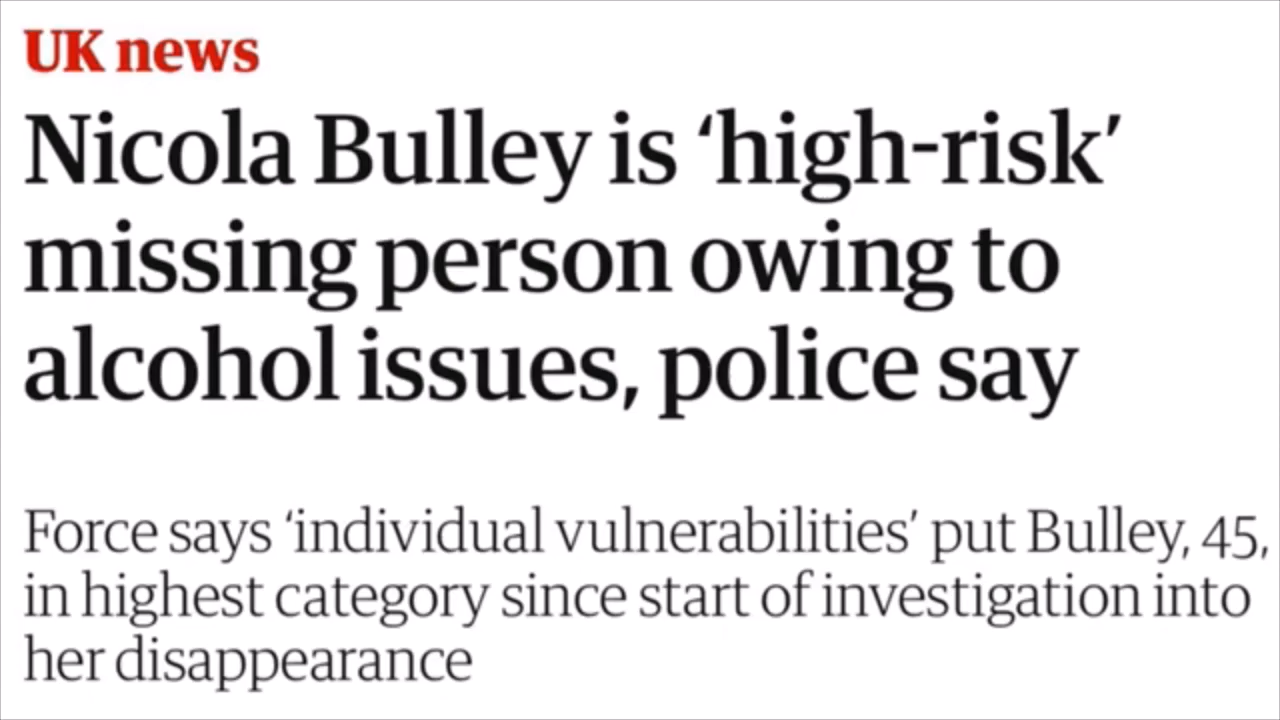 UK news
Nicola Bulley is ‘high-risk’
missing person owing to
alcohol issues, police say
Force says ‘individual vulnerabilities’ put Bulley, 45,
in highest category since start of investigation into
her disappearance